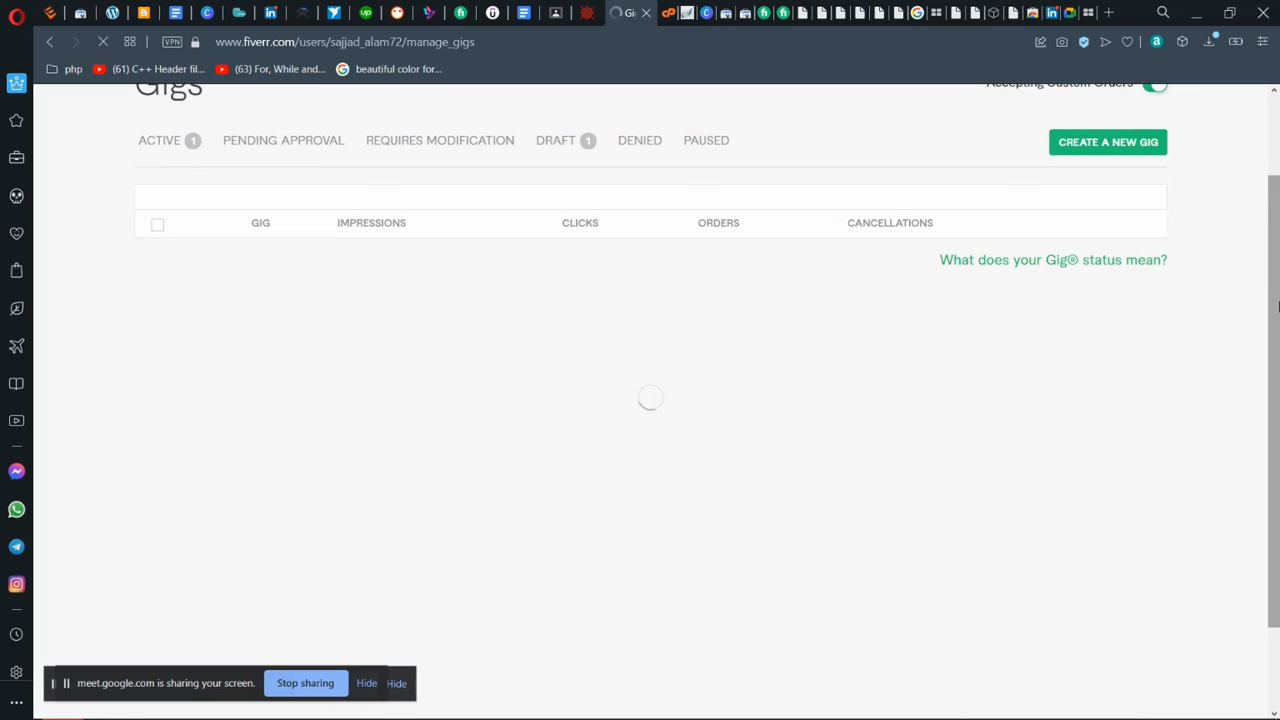 Gi
VPN
www.fiverr.com/users/sajjad_alam72/manage_gigs
php
(61) C++ Header fil...
(63) For, While and...
beautiful color for...
Gigs
Accepting Custom Orders
ACTIVE 1
PENDING APPROVAL
REQUIRES MODIFICATION
DRAFT 1
DENIED
PAUSED
CREATE A NEW GIG
GIG
IMPRESSIONS
CLICKS
ORDERS
CANCELLATIONS
What does your Gig® status mean?
meet.google.com is sharing your screen.
Stop sharing
Hide
Hide